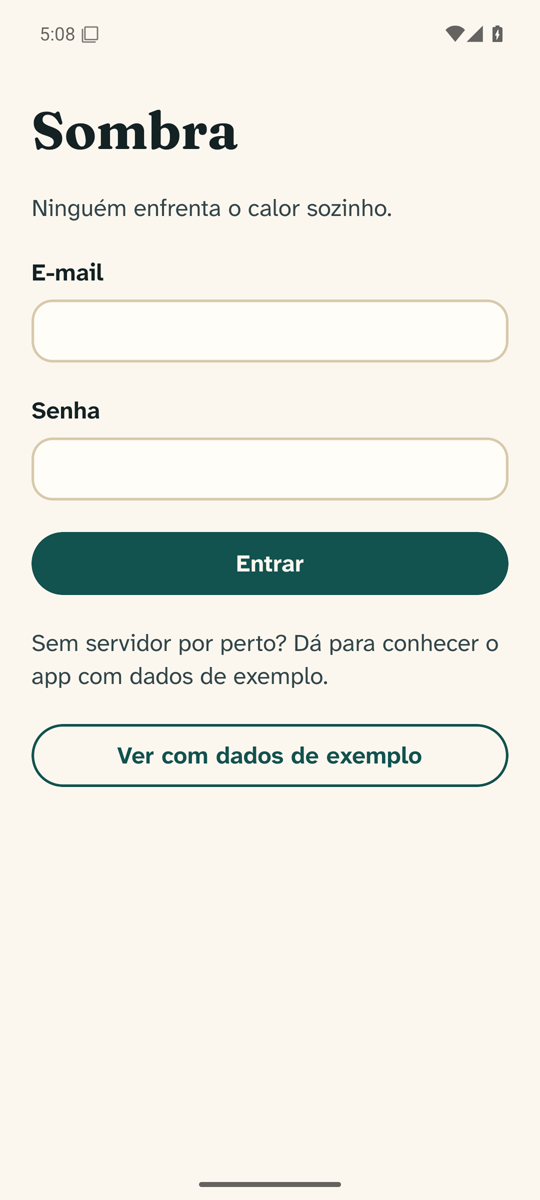 5:08
Sombra
Ninguém enfrenta o calor sozinho.
E-mail
Senha
Entrar
Sem servidor por perto? Dá para conhecer o
app com dados de exemplo.
Ver com dados de exemplo